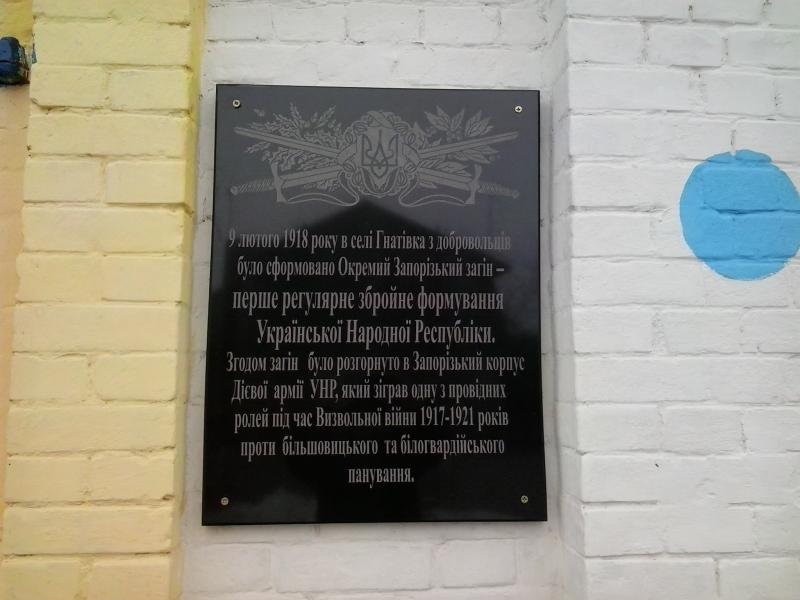 9 лютого 1918 року в селі Гнатівка з добровольців
було сформовано Окремий Запорізький загін –
перше регулярне збройне формування
Української Народної Республіки.
Згодом загін було розгорнуто в Запорізький корпус
Дієвої армії УНР, який зіграв одну з провідних
ролей під час Визвольної війни 1917-1921 років
проти більшовицького та білогвардійського
панування.